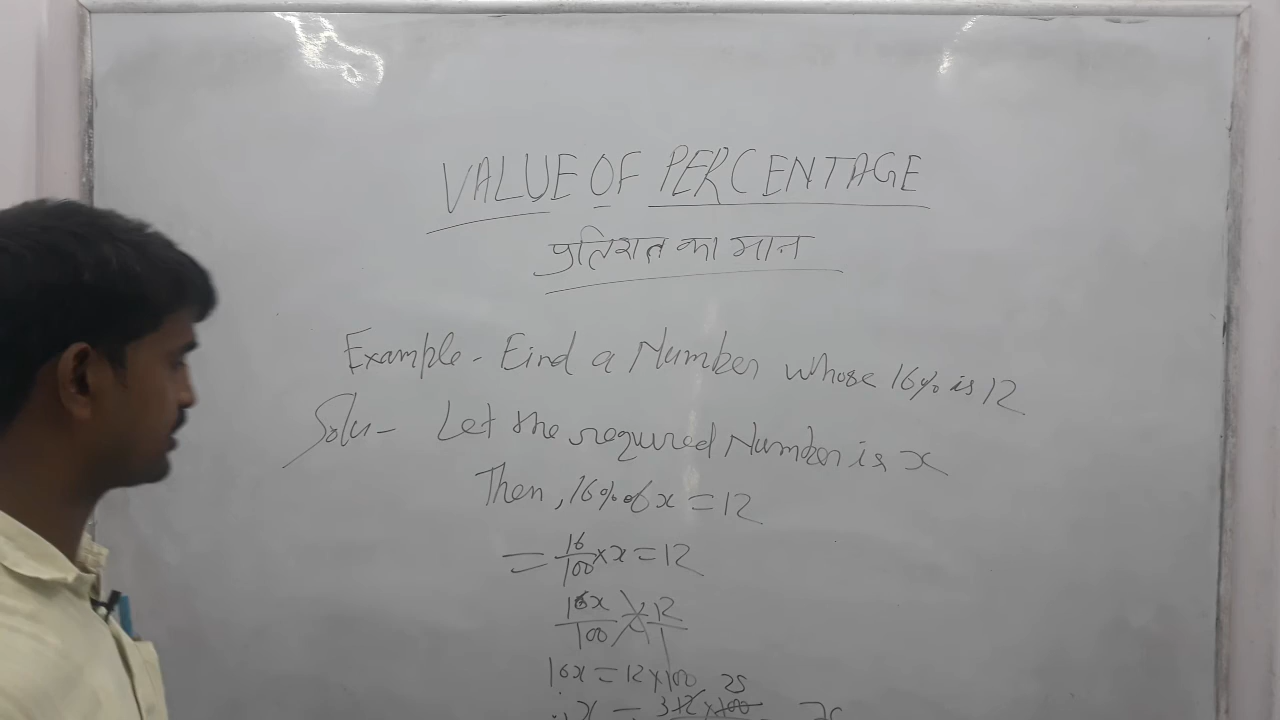 VALUE OF PERCENTAGE
प्रतिशत का मान
Example - Find a Number whose 16% is 12
Solu - Let the required Number is x
Then, 16% of x = 12
= 16/100 × x = 12
16x/100 = 12/1
16x = 12×100